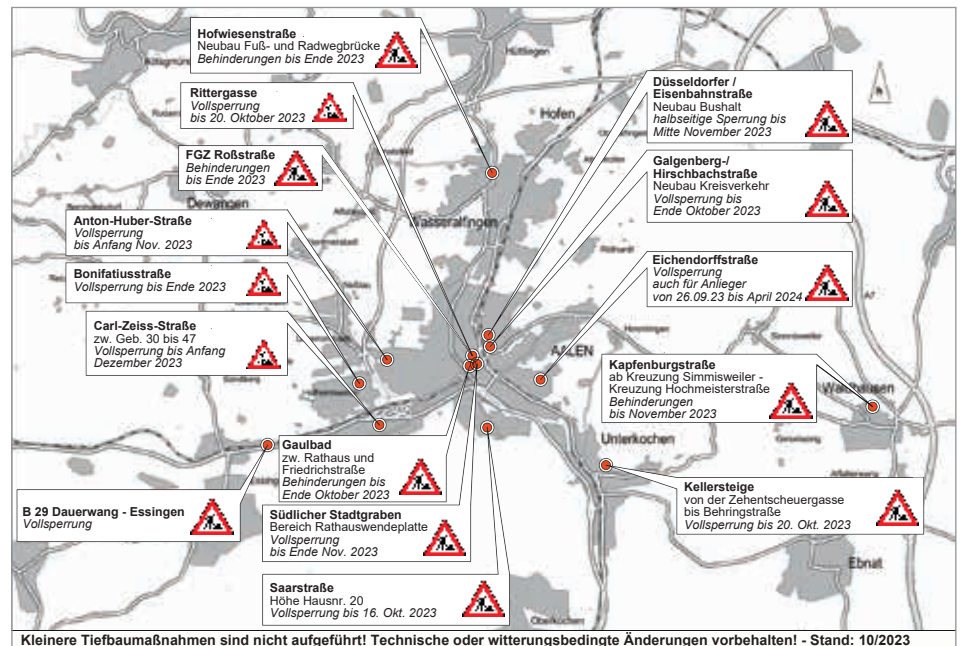 Hofwiesenstraße
Neubau Fuß- und Radwegbrücke
Behinderungen bis Ende 2023
Rittergasse
Vollsperrung
bis 20. Oktober 2023
FGZ Roßstraße
Behinderungen
bis Ende 2023
Anton-Huber-Straße
Vollsperrung
bis Anfang Nov. 2023
Bonifatiusstraße
Vollsperrung bis Ende 2023
Carl-Zeiss-Straße
zw. Geb. 30 bis 47
Vollsperrung bis Anfang
Dezember 2023
B 29 Dauerwang - Essingen
Vollsperrung
Gaulbad
zw. Rathaus und
Friedrichstraße
Behinderungen bis
Ende Oktober 2023
Südlicher Stadtgraben
Bereich Rathauswendeplatte
Vollsperrung
bis Ende Nov. 2023
Saarstraße
Höhe Hausnr. 20
Vollsperrung bis 16. Okt. 2023
Düsseldorfer /
Eisenbahnstraße
Neubau Bushalt
halbseitige Sperrung bis
Mitte November 2023
Galgenberg-/
Hirschbachstraße
Neubau Kreisverkehr
Vollsperrung bis
Ende Oktober 2023
Eichendorffstraße
Vollsperrung
auch für Anlieger
von 26.09.23 bis April 2024
Kapfenburgstraße
ab Kreuzung Simmisweiler -
Kreuzung Hochmeisterstraße
Behinderungen
bis November 2023
Kellersteige
von der Zehentscheuergasse
bis Behringstraße
Vollsperrung bis 20. Okt. 2023
Hüttlingen
Hofen
Dewangen
Wasseralfingen
AALEN
Waldhausen
Unterkochen
Ebnat
Oberkochen
A7
Kleinere Tiefbaumaßnahmen sind nicht aufgeführt! Technische oder witterungsbedingte Änderungen vorbehalten! - Stand: 10/2023